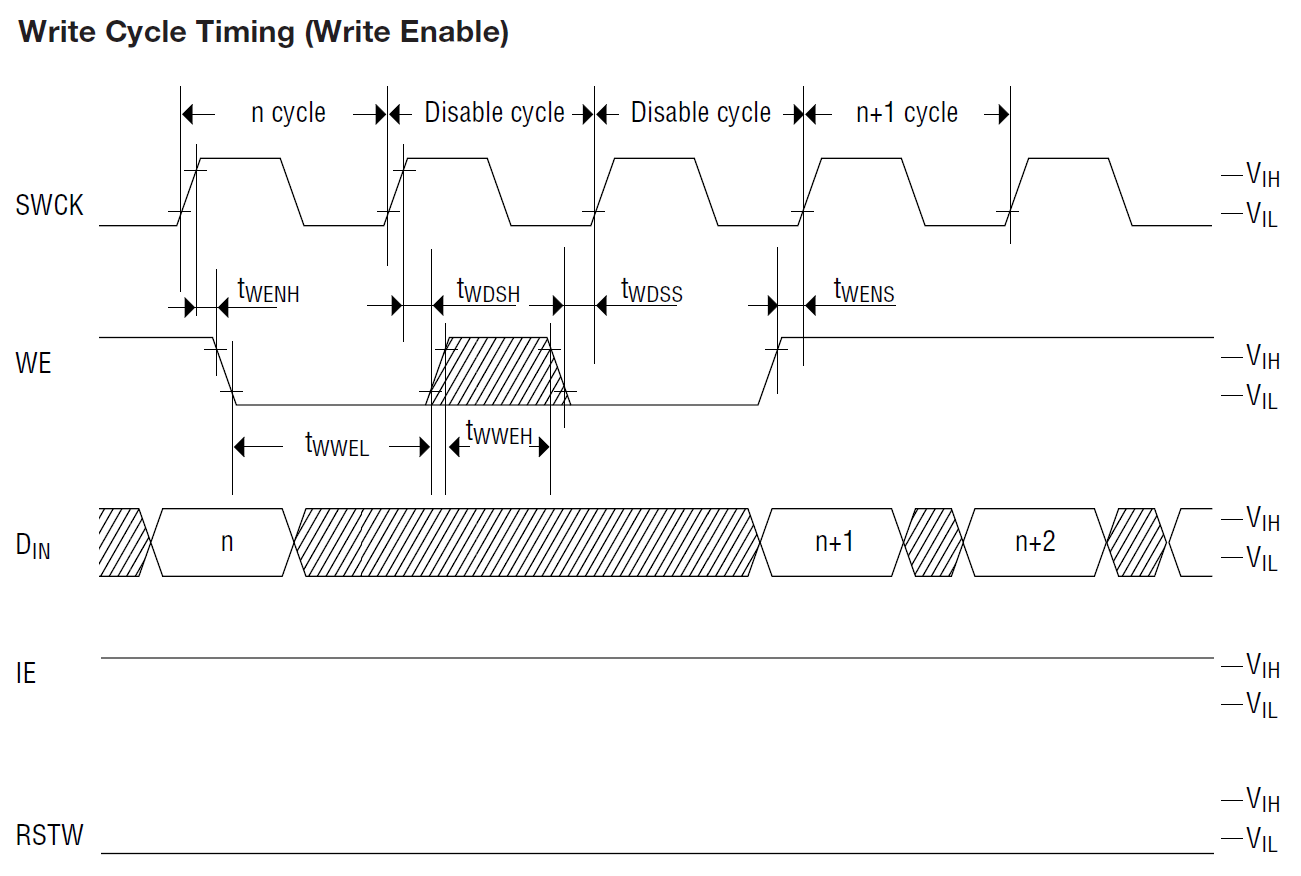 Write Cycle Timing (Write Enable)
n cycle Disable cycle Disable cycle n+1 cycle
SWCK
VIH
VIL
tWENH tWDSH tWDSS tWENS
WE
VIH
VIL
tWWEL tWWEH
DIN
n n+1 n+2
VIH
VIL
IE
VIH
VIL
RSTW
VIH
VIL